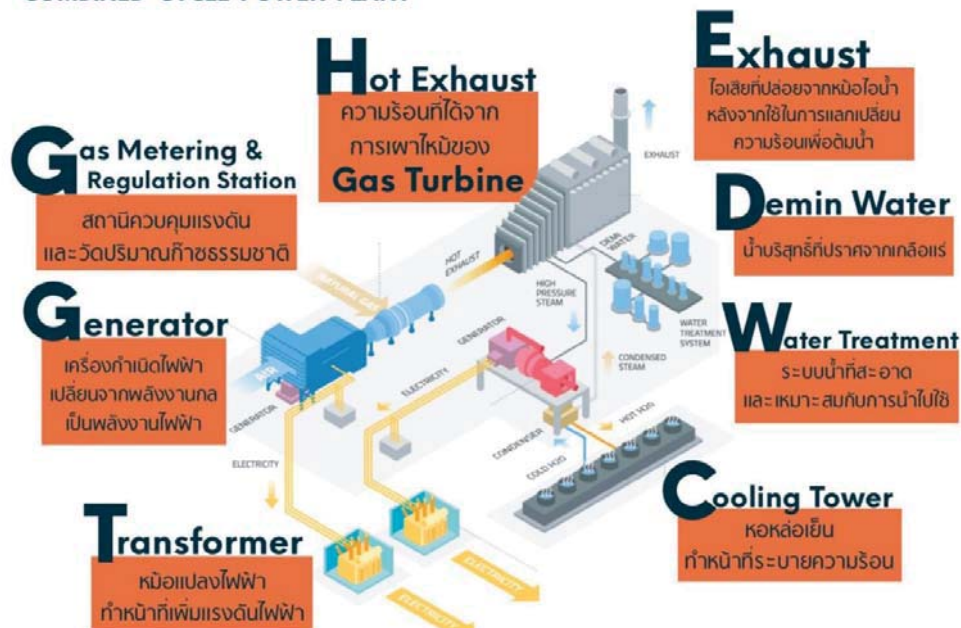 COMBINED CYCLE POWER PLANT
Hot Exhaust
ความร้อนที่ได้จาก
การเผาไหม้ของ
Gas Turbine
Exhaust
ไอเสียที่ปล่อยจากหม้อไอน้ำ
หลังจากใช้ในการแลกเปลี่ยน
ความร้อนเพื่อต้มน้ำ
Gas Metering &
Regulation Station
สถานีควบคุมแรงดัน
และวัดปริมาณก๊าซธรรมชาติ
Demin Water
น้ำบริสุทธิ์ที่ปราศจากเกลือแร่
Generator
เครื่องกำเนิดไฟฟ้า
เปลี่ยนจากพลังงานกล
เป็นพลังงานไฟฟ้า
Water Treatment
ระบบน้ำที่สะอาด
และเหมาะสมกับการนำไปใช้
Transformer
หม้อแปลงไฟฟ้า
ทำหน้าที่เพิ่มแรงดันไฟฟ้า
Cooling Tower
หอหล่อเย็น
ทำหน้าที่ระบายความร้อน
EXHAUST
HOT
EXHAUST
DEMI
WATER
HIGH
PRESSURE
STEAM
NATURAL GAS
WATER
TREATMENT
SYSTEM
GENERATOR
CONDENSED
STEAM
AIR
ELECTRICITY
GENERATOR
HOT H2O
CONDENSER
COLD H2O
ELECTRICITY
ELECTRICITY
ELECTRICITY